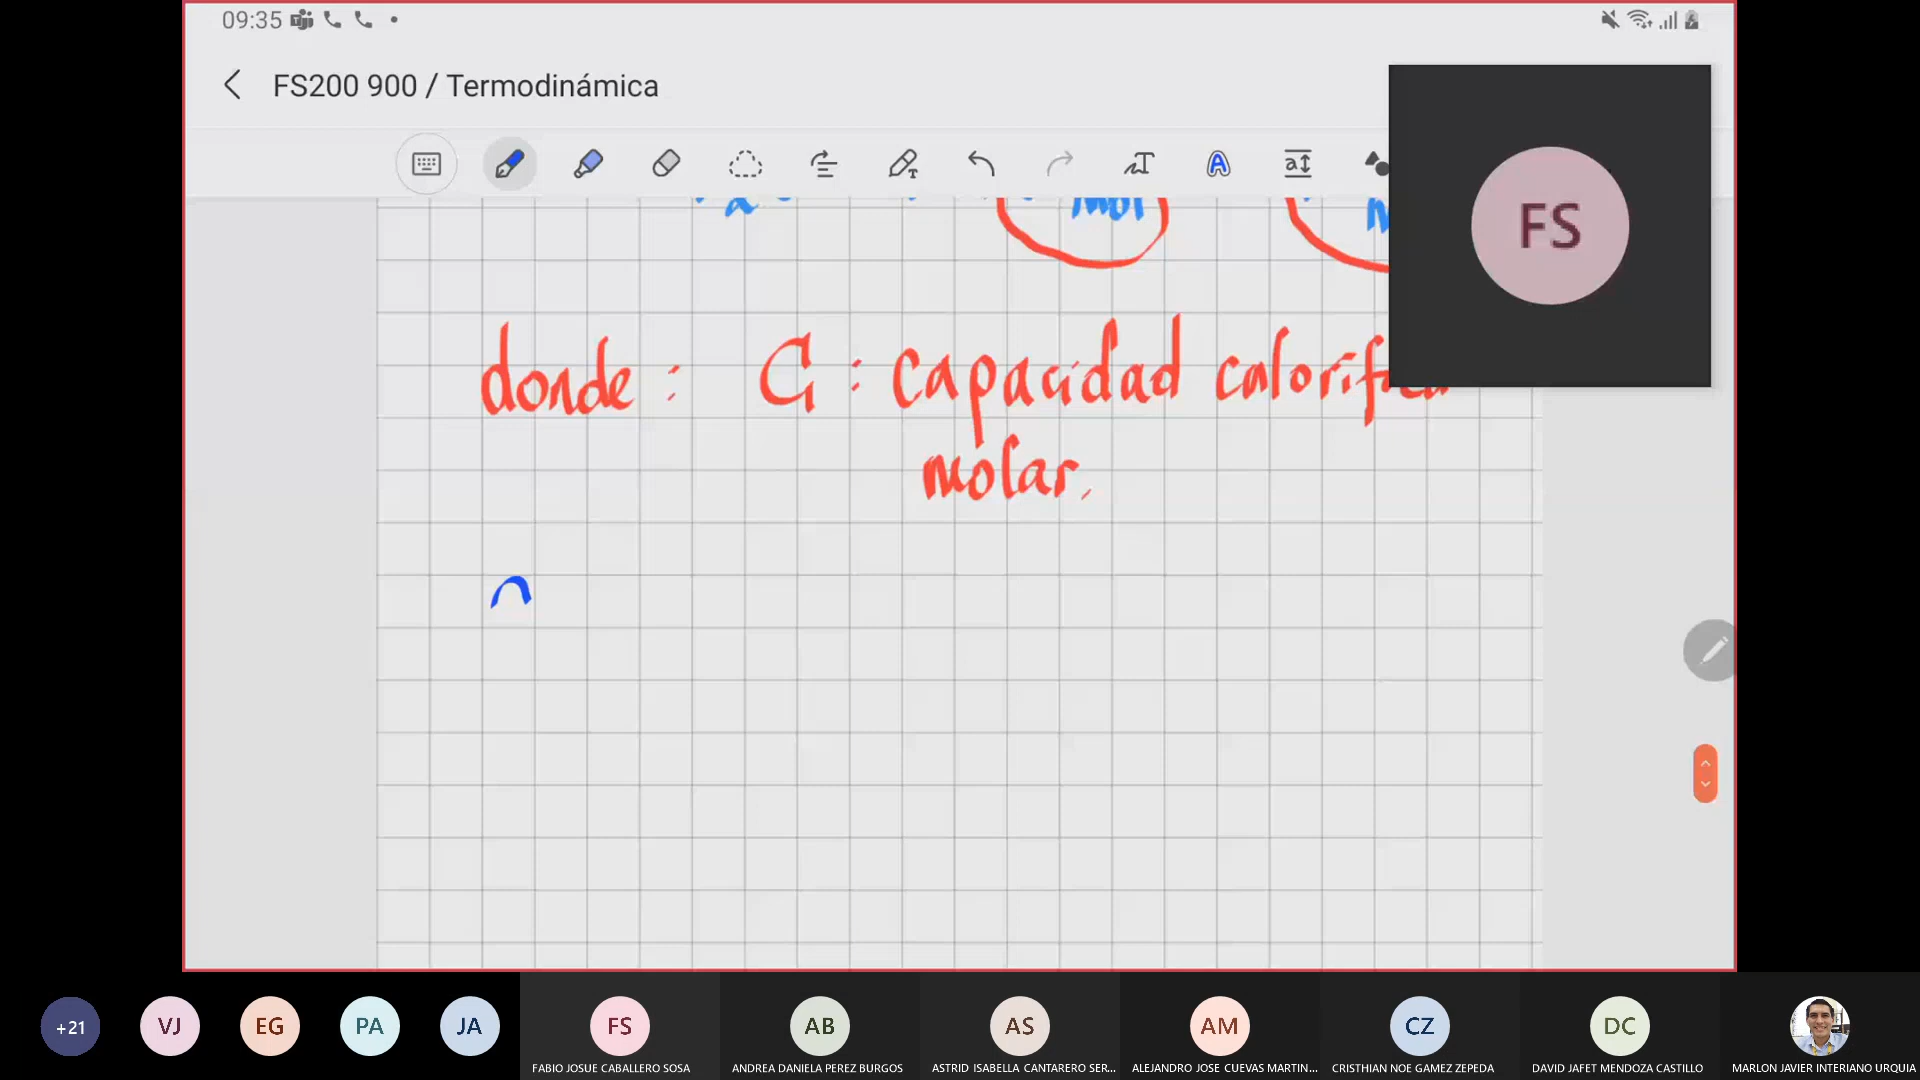 09:35
FS200 900 / Termodinámica
FS
mol
donde : C : capacidad calorífica
molar.
+21
VJ
EG
PA
JA
FS
AB
AS
AM
CZ
DC
FABIO JOSUE CABALLERO SOSA
ANDREA DANIELA PEREZ BURGOS
ASTRID ISABELLA CANTARERO SER...
ALEJANDRO JOSE CUEVAS MARTIN...
CRISTHIAN NOE GAMEZ ZEPEDA
DAVID JAFET MENDOZA CASTILLO
MARLON JAVIER INTERIANO URQUIA